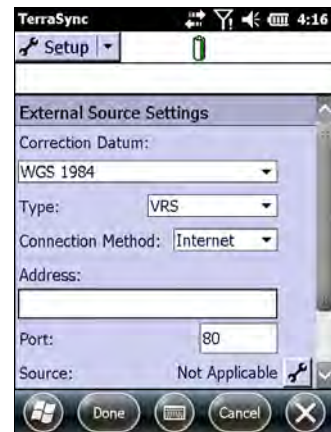 TerraSync 4:16
Setup
External Source Settings
Correction Datum:
WGS 1984
Type: VRS
Connection Method: Internet
Address:
Port: 80
Source: Not Applicable
Done Cancel